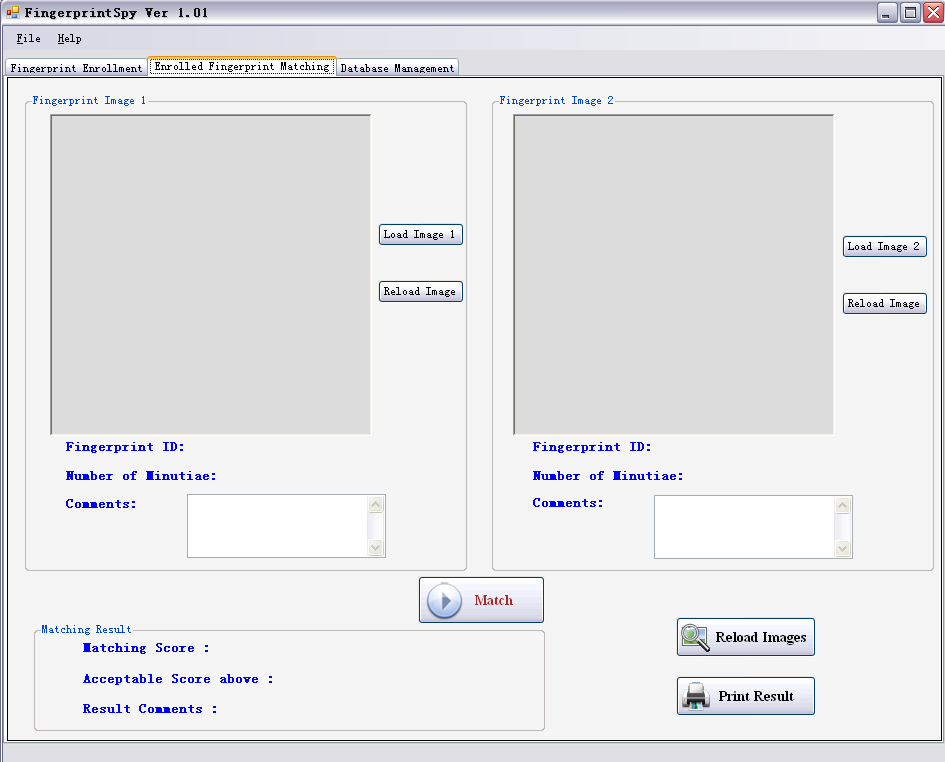 FingerprintSpy Ver 1.01
File Help
Fingerprint Enrollment Enrolled Fingerprint Matching Database Management
Fingerprint Image 1
Load Image 1
Reload Image
Fingerprint ID:
Number of Minutiae:
Comments:
Fingerprint Image 2
Load Image 2
Reload Image
Fingerprint ID:
Number of Minutiae:
Comments:
Match
Matching Result
Matching Score :
Acceptable Score above :
Result Comments :
Reload Images
Print Result